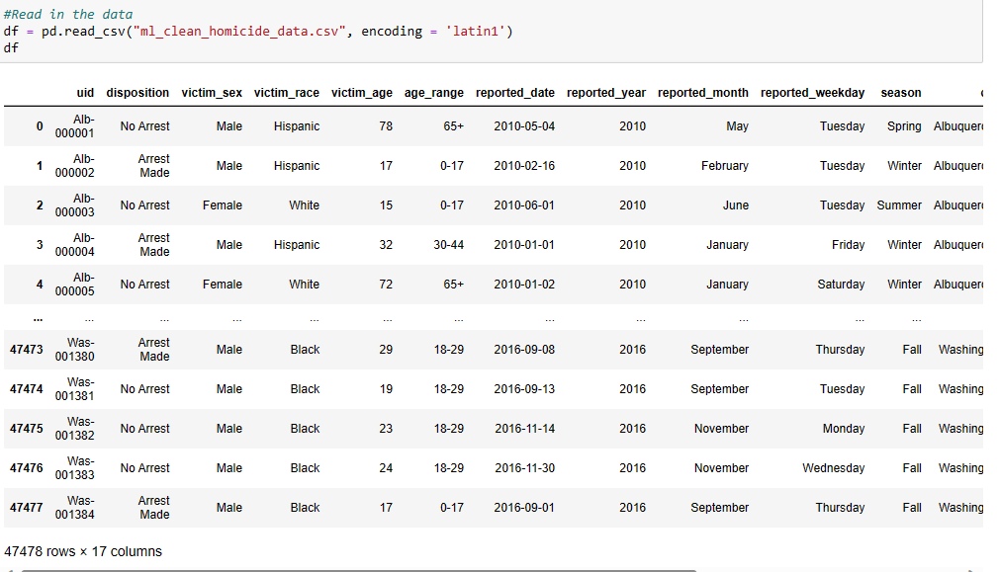 #Read in the data
df = pd.read_csv("ml_clean_homicide_data.csv", encoding = 'latin1')
df
uid disposition victim_sex victim_race victim_age age_range reported_date reported_year reported_month reported_weekday season
0 Alb-000001 No Arrest Male Hispanic 78 65+ 2010-05-04 2010 May Tuesday Spring Albuquer
1 Alb-000002 Arrest Made Male Hispanic 17 0-17 2010-02-16 2010 February Tuesday Winter Albuquer
2 Alb-000003 No Arrest Female White 15 0-17 2010-06-01 2010 June Tuesday Summer Albuquer
3 Alb-000004 Arrest Made Male Hispanic 32 30-44 2010-01-01 2010 January Friday Winter Albuquer
4 Alb-000005 No Arrest Female White 72 65+ 2010-01-02 2010 January Saturday Winter Albuquer
... ... ... ... ... ... ... ... ... ... ... ...
47473 Was-001380 Arrest Made Male Black 29 18-29 2016-09-08 2016 September Thursday Fall Washing
47474 Was-001381 No Arrest Male Black 19 18-29 2016-09-13 2016 September Tuesday Fall Washing
47475 Was-001382 No Arrest Male Black 23 18-29 2016-11-14 2016 November Monday Fall Washing
47476 Was-001383 No Arrest Male Black 24 18-29 2016-11-30 2016 November Wednesday Fall Washing
47477 Was-001384 Arrest Made Male Black 17 0-17 2016-09-01 2016 September Thursday Fall Washing
47478 rows × 17 columns